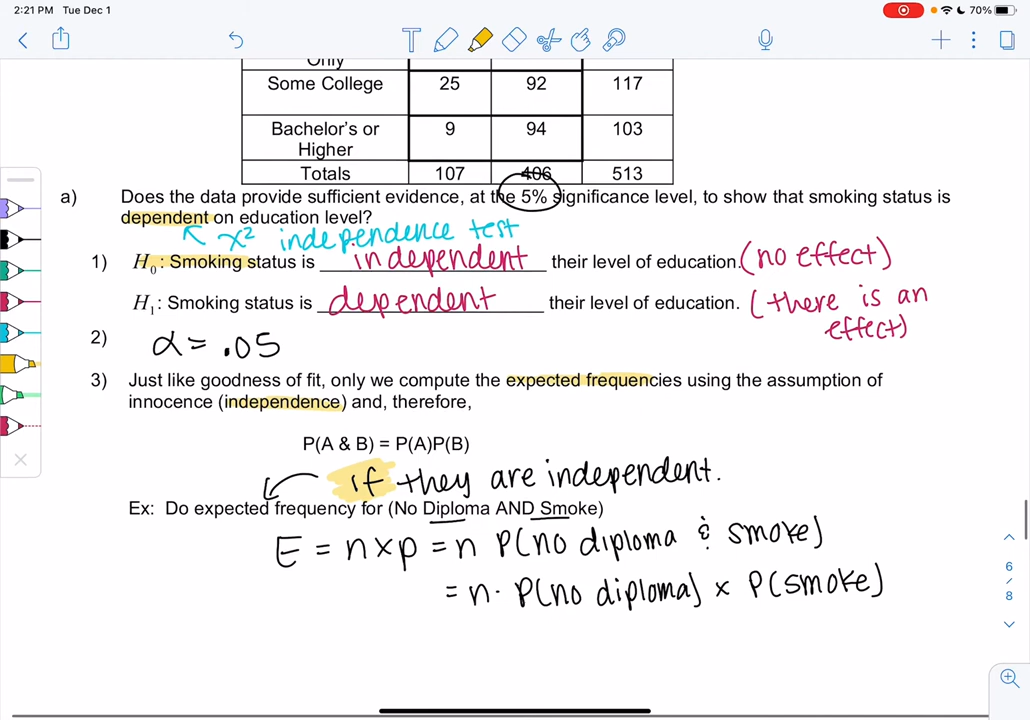 2:21 PM Tue Dec 1
70%
Only
Some College 25 92 117
Bachelor's or Higher 9 94 103
Totals 107 406 513
a) Does the data provide sufficient evidence, at the 5% significance level, to show that smoking status is
dependent on education level?
x² independence test
1) H₀: Smoking status is independent their level of education. (no effect)
H₁: Smoking status is dependent their level of education. (there is an
effect)
2) α = .05
3) Just like goodness of fit, only we compute the expected frequencies using the assumption of
innocence (independence) and, therefore,
P(A & B) = P(A)P(B)
if they are independent.
Ex: Do expected frequency for (No Diploma AND Smoke)
E = n×p = n P(no diploma & smoke)
= n· P(no diploma) × P(smoke)
6
/
8